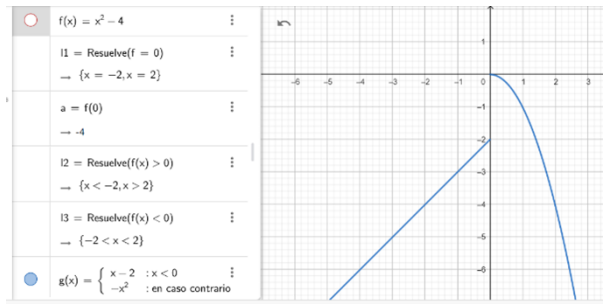 f(x) = x² − 4
l1 = Resuelve(f = 0)
→ {x = −2, x = 2}
a = f(0)
→ -4
l2 = Resuelve(f(x) > 0)
→ {x < −2, x > 2}
l3 = Resuelve(f(x) < 0)
→ {−2 < x < 2}
g(x) = { x − 2 : x < 0
−x² : en caso contrario
1
−6 −5 −4 −3 −2 −1 0 1 2 3
−1
−2
−3
−4
−5
−6